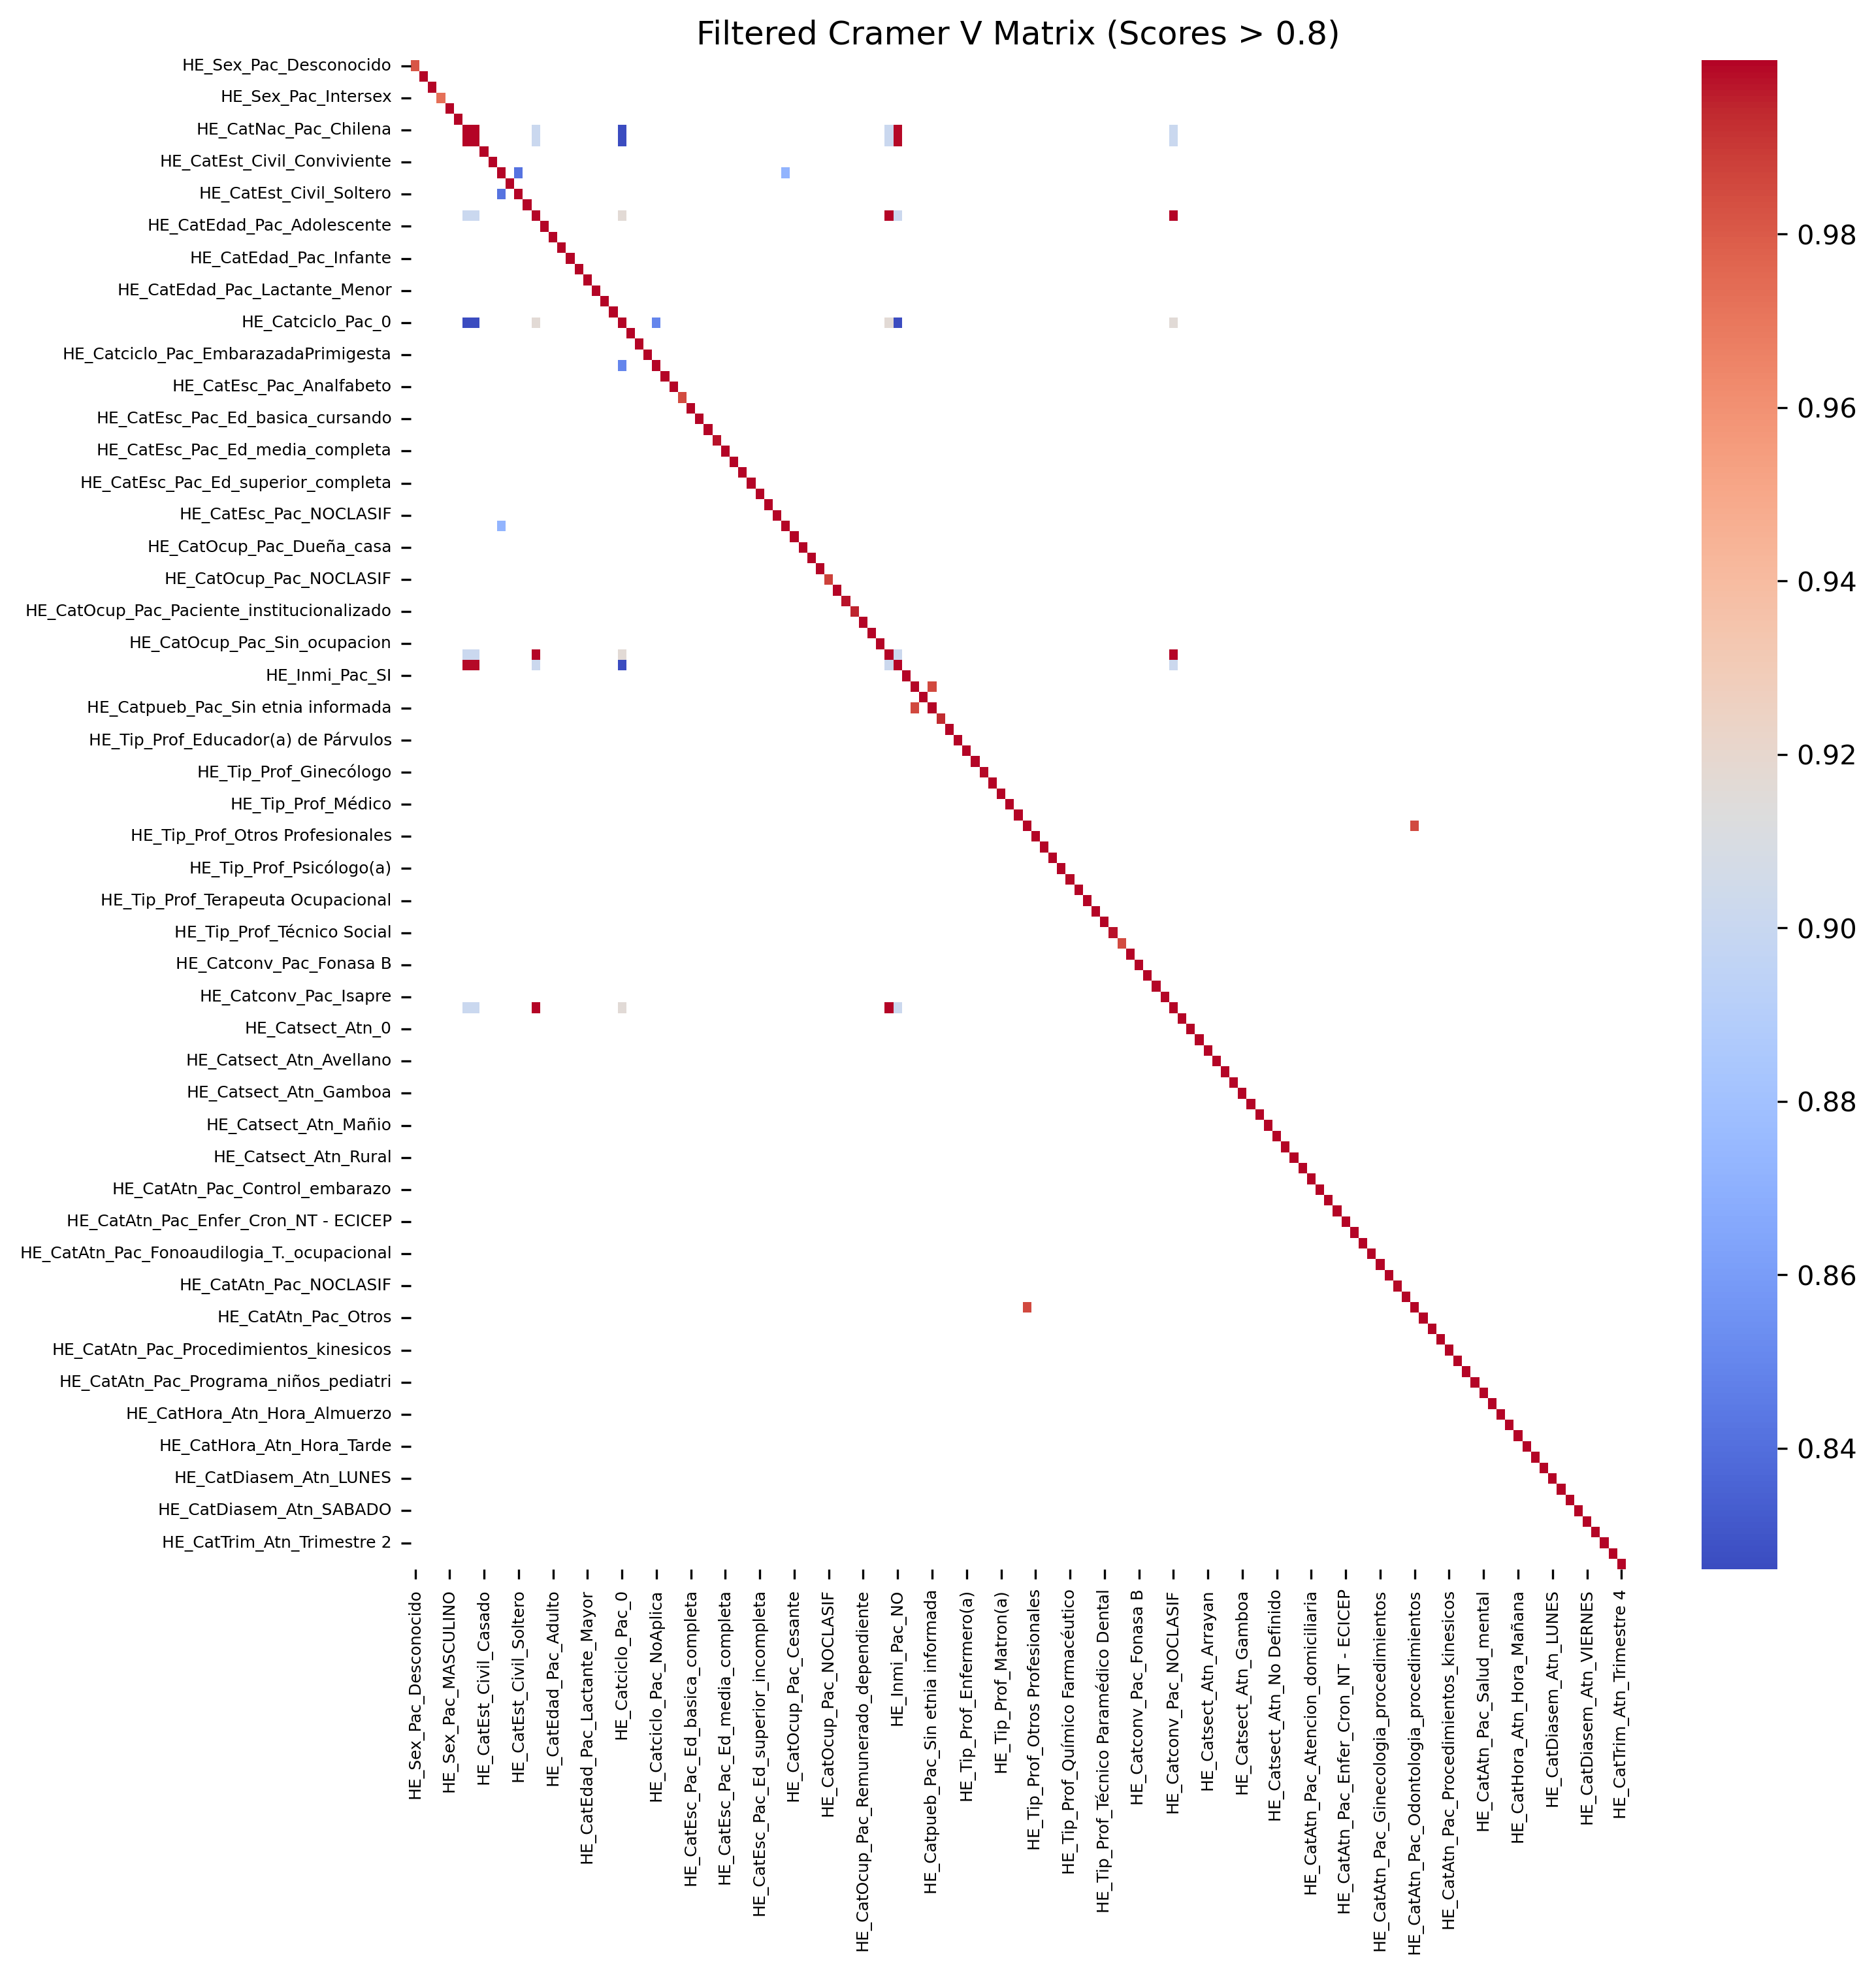 Filtered Cramer V Matrix (Scores > 0.8)
HE_Sex_Pac_Desconocido
HE_Sex_Pac_Intersex
HE_CatNac_Pac_Chilena
HE_CatEst_Civil_Conviviente
HE_CatEst_Civil_Soltero
HE_CatEdad_Pac_Adolescente
HE_CatEdad_Pac_Infante
HE_CatEdad_Pac_Lactante_Menor
HE_Catciclo_Pac_0
HE_Catciclo_Pac_EmbarazadaPrimigesta
HE_CatEsc_Pac_Analfabeto
HE_CatEsc_Pac_Ed_basica_cursando
HE_CatEsc_Pac_Ed_media_completa
HE_CatEsc_Pac_Ed_superior_completa
HE_CatEsc_Pac_NOCLASIF
HE_CatOcup_Pac_Dueña_casa
HE_CatOcup_Pac_NOCLASIF
HE_CatOcup_Pac_Paciente_institucionalizado
HE_CatOcup_Pac_Sin_ocupacion
HE_Inmi_Pac_SI
HE_Catpueb_Pac_Sin etnia informada
HE_Tip_Prof_Educador(a) de Párvulos
HE_Tip_Prof_Ginecólogo
HE_Tip_Prof_Médico
HE_Tip_Prof_Otros Profesionales
HE_Tip_Prof_Psicólogo(a)
HE_Tip_Prof_Terapeuta Ocupacional
HE_Tip_Prof_Técnico Social
HE_Catconv_Pac_Fonasa B
HE_Catconv_Pac_Isapre
HE_Catsect_Atn_0
HE_Catsect_Atn_Avellano
HE_Catsect_Atn_Gamboa
HE_Catsect_Atn_Mañio
HE_Catsect_Atn_Rural
HE_CatAtn_Pac_Control_embarazo
HE_CatAtn_Pac_Enfer_Cron_NT - ECICEP
HE_CatAtn_Pac_Fonoaudilogia_T._ocupacional
HE_CatAtn_Pac_NOCLASIF
HE_CatAtn_Pac_Otros
HE_CatAtn_Pac_Procedimientos_kinesicos
HE_CatAtn_Pac_Programa_niños_pediatri
HE_CatHora_Atn_Hora_Almuerzo
HE_CatHora_Atn_Hora_Tarde
HE_CatDiasem_Atn_LUNES
HE_CatDiasem_Atn_SABADO
HE_CatTrim_Atn_Trimestre 2
HE_Sex_Pac_Desconocido
HE_Sex_Pac_MASCULINO
HE_CatEst_Civil_Casado
HE_CatEst_Civil_Soltero
HE_CatEdad_Pac_Adulto
HE_CatEdad_Pac_Lactante_Mayor
HE_Catciclo_Pac_0
HE_Catciclo_Pac_NoAplica
HE_CatEsc_Pac_Ed_basica_completa
HE_CatEsc_Pac_Ed_media_completa
HE_CatEsc_Pac_Ed_superior_incompleta
HE_CatOcup_Pac_Cesante
HE_CatOcup_Pac_NOCLASIF
HE_CatOcup_Pac_Remunerado_dependiente
HE_Inmi_Pac_NO
HE_Catpueb_Pac_Sin etnia informada
HE_Tip_Prof_Enfermero(a)
HE_Tip_Prof_Matron(a)
HE_Tip_Prof_Otros Profesionales
HE_Tip_Prof_Químico Farmacéutico
HE_Tip_Prof_Técnico Paramédico Dental
HE_Catconv_Pac_Fonasa B
HE_Catconv_Pac_NOCLASIF
HE_Catsect_Atn_Arrayan
HE_Catsect_Atn_Gamboa
HE_Catsect_Atn_No Definido
HE_CatAtn_Pac_Atencion_domiciliaria
HE_CatAtn_Pac_Enfer_Cron_NT - ECICEP
HE_CatAtn_Pac_Ginecologia_procedimientos
HE_CatAtn_Pac_Odontologia_procedimientos
HE_CatAtn_Pac_Procedimientos_kinesicos
HE_CatAtn_Pac_Salud_mental
HE_CatHora_Atn_Hora_Mañana
HE_CatDiasem_Atn_LUNES
HE_CatDiasem_Atn_VIERNES
HE_CatTrim_Atn_Trimestre 4
0.98
0.96
0.94
0.92
0.90
0.88
0.86
0.84